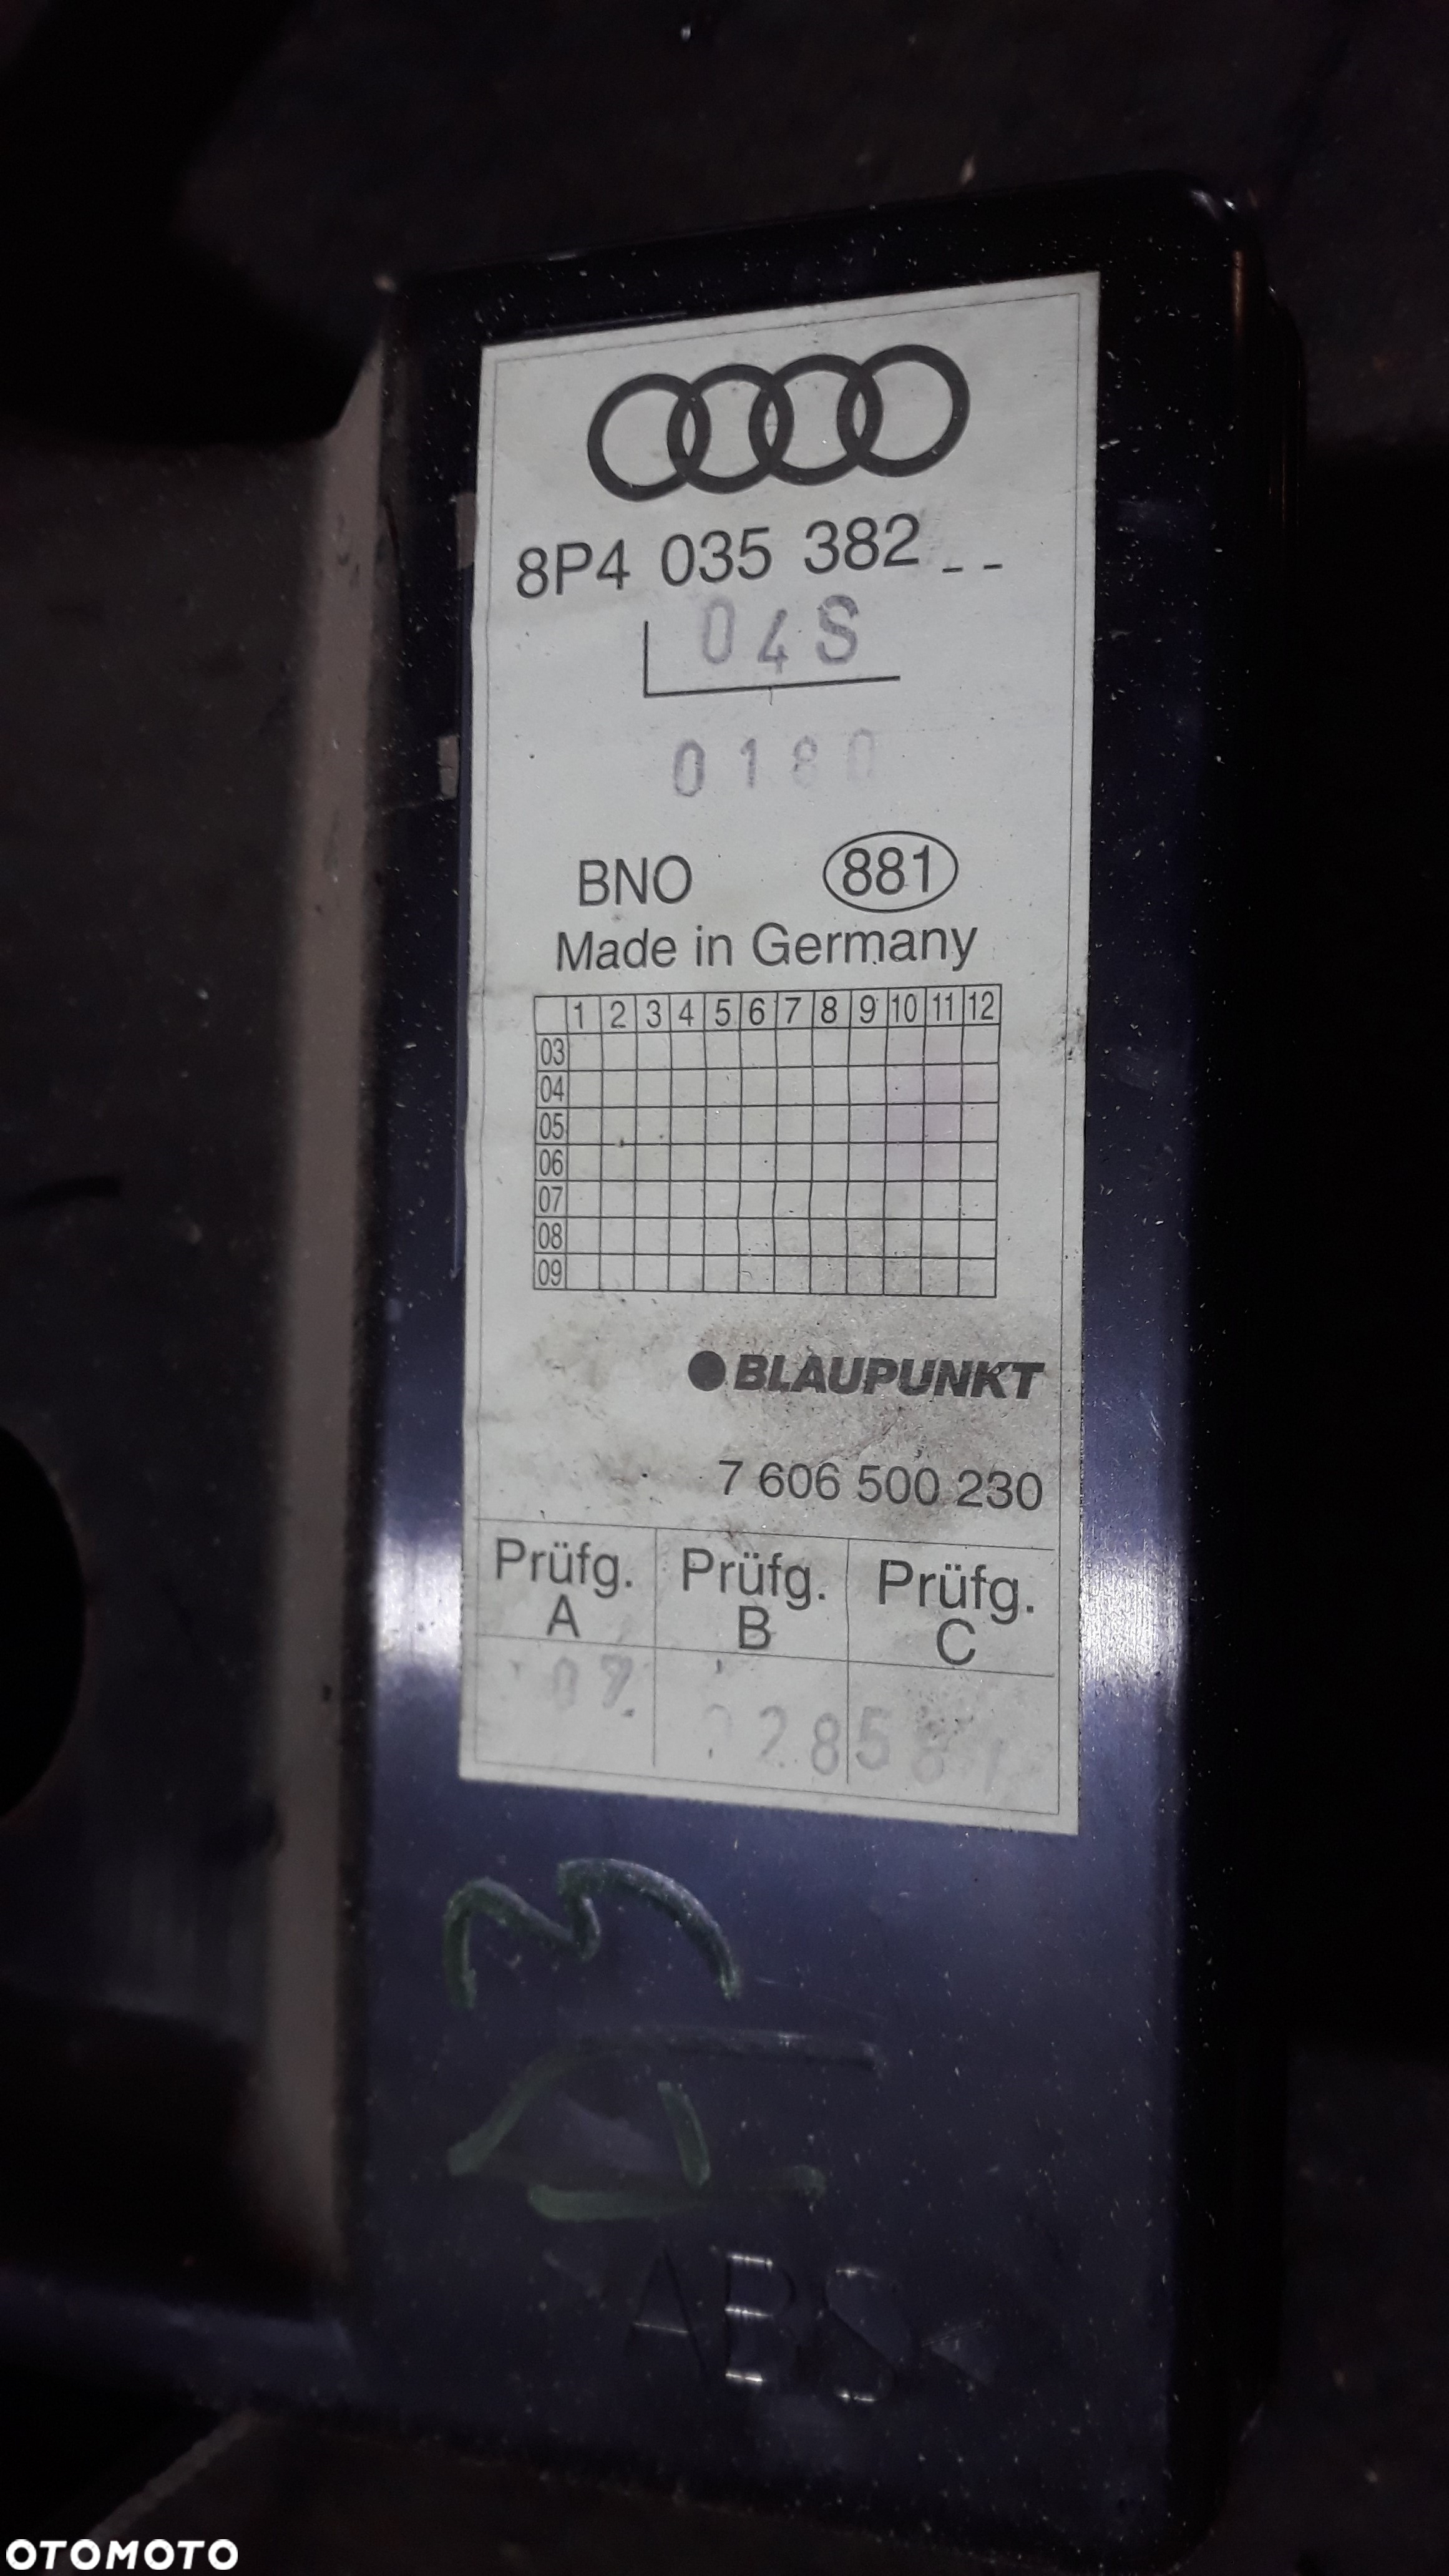 8P4 035 382 _ _
04S
0180
BNO 881
Made in Germany
1 2 3 4 5 6 7 8 9 10 11 12
03
04
05
06
07
08
09
BLAUPUNKT
7 606 500 230
Prüfg. A Prüfg. B Prüfg. C
ABS
OTOMOTO